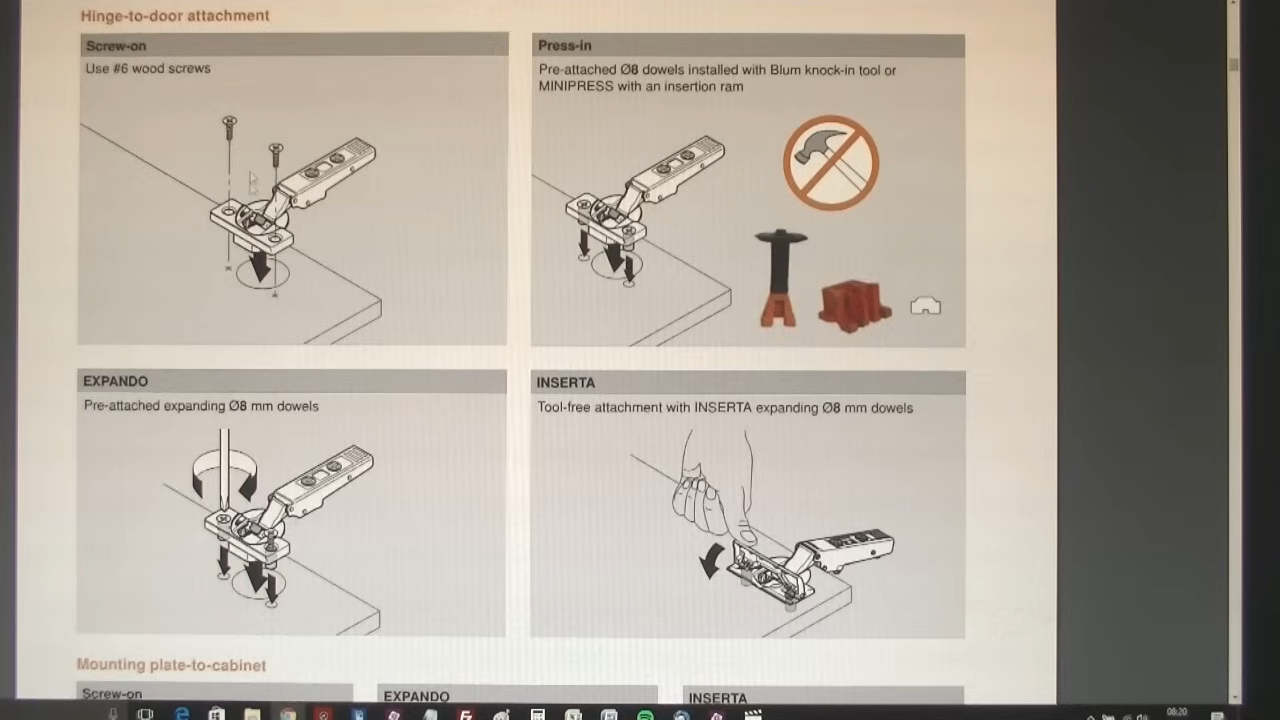 Hinge-to-door attachment
Screw-on
Use #6 wood screws
Press-in
Pre-attached Ø8 dowels installed with Blum knock-in tool or
MINIPRESS with an insertion ram
EXPANDO
Pre-attached expanding Ø8 mm dowels
INSERTA
Tool-free attachment with INSERTA expanding Ø8 mm dowels
Mounting plate-to-cabinet
Screw-on
EXPANDO
INSERTA
08:20